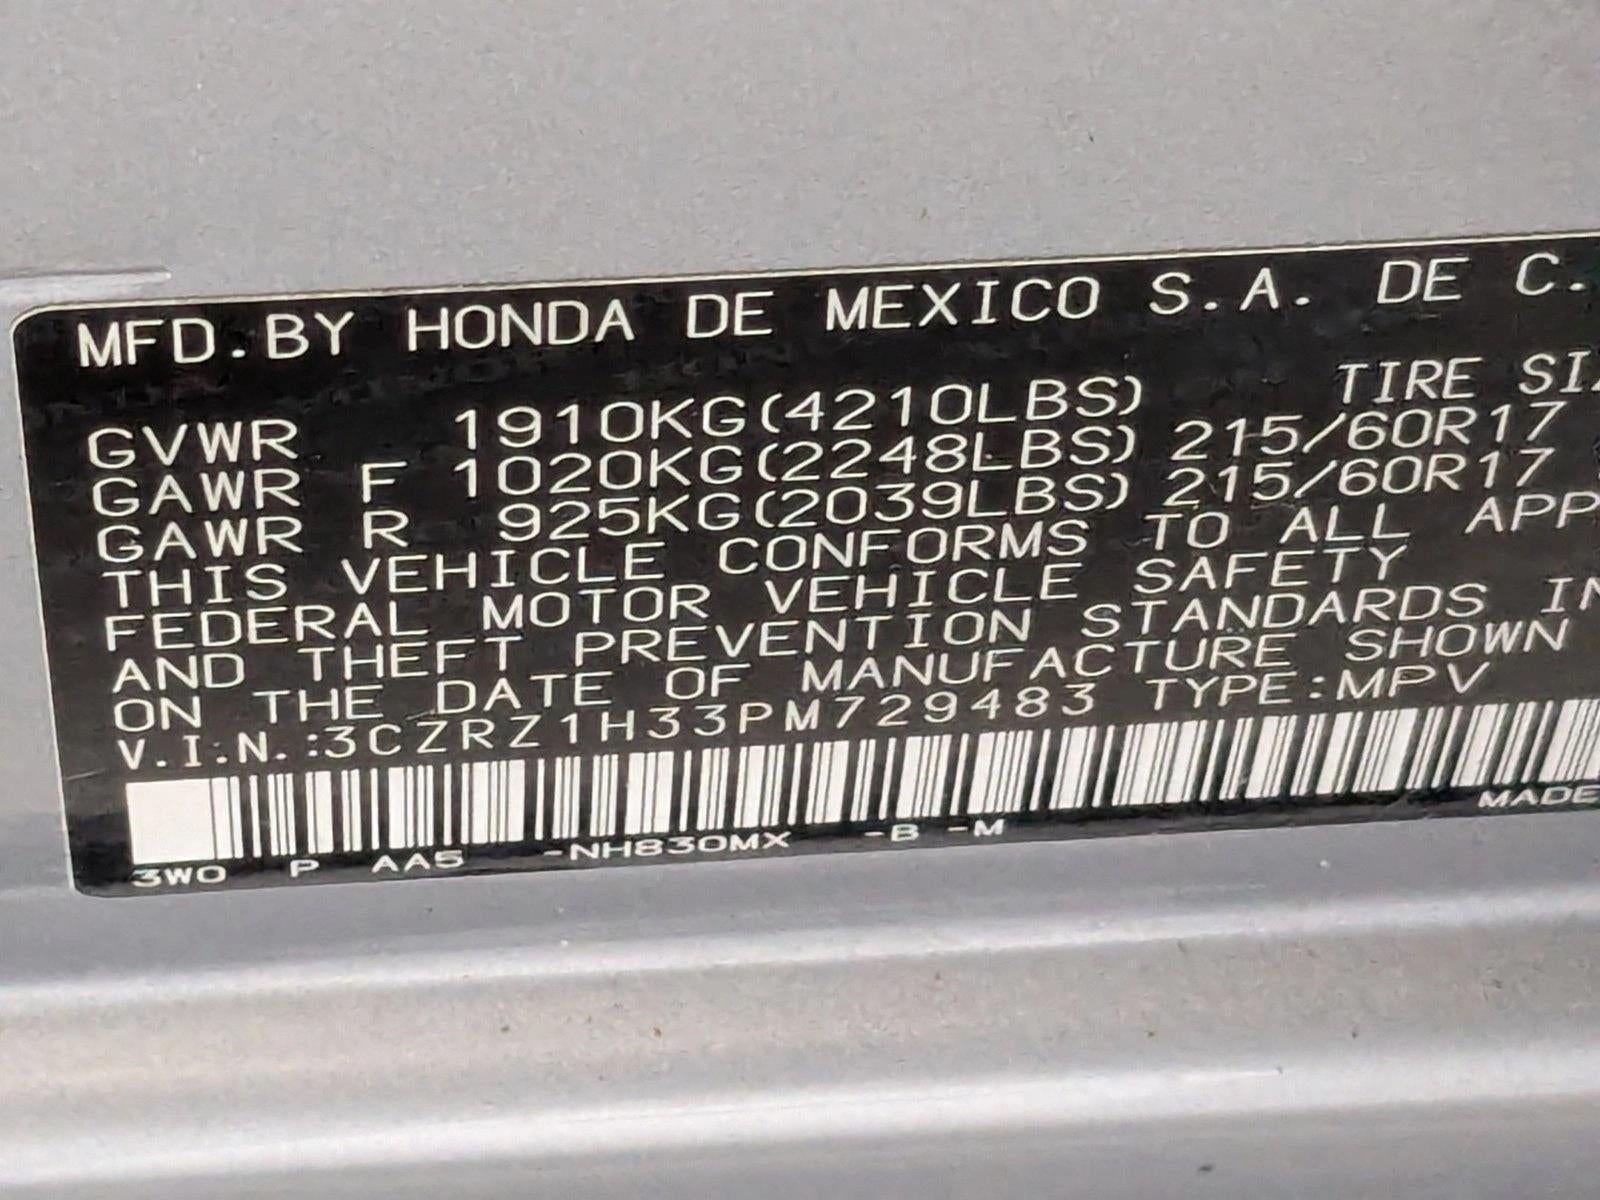 MFD.BY HONDA DE MEXICO S.A. DE C.
TIRE
GVWR 1910KG(4210LBS)
GAWR F 1020KG(2248LBS) 215/60R17
GAWR R 925KG(2039LBS) 215/60R17
THIS VEHICLE CONFORMS TO ALL
FEDERAL MOTOR VEHICLE SAFETY
AND THEFT PREVENTION STANDARDS
ON THE DATE OF MANUFACTURE SHOWN
V.I.N.:3CZRZ1H33PM729483 TYPE:MPV
3W0 P AA5 -NH830MX -B -M MADE